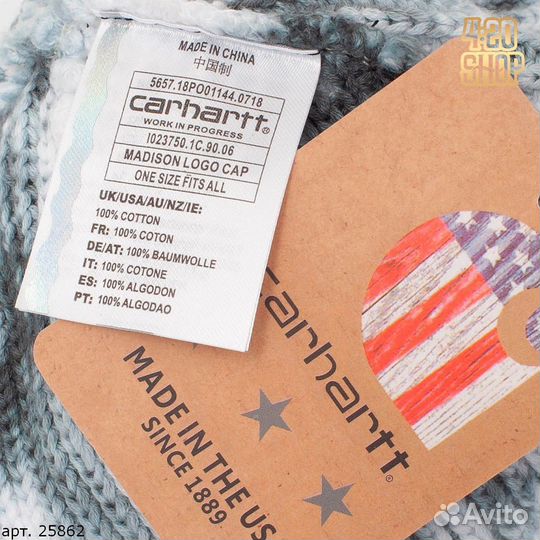 4:20
SHOP
MADE IN CHINA
中国制
5657.18PO01144.0718
carhartt®
WORK IN PROGRESS
I023750.1C.90.06
MADISON LOGO CAP
ONE SIZE FITS ALL
UK/USA/AU/NZ/IE:
100% COTTON
FR: 100% COTON
DE/AT: 100% BAUMWOLLE
IT: 100% COTONE
ES: 100% ALGODON
PT: 100% ALGODAO
carhartt®
MADE IN THE US
SINCE 1889
арт. 25862
Avito